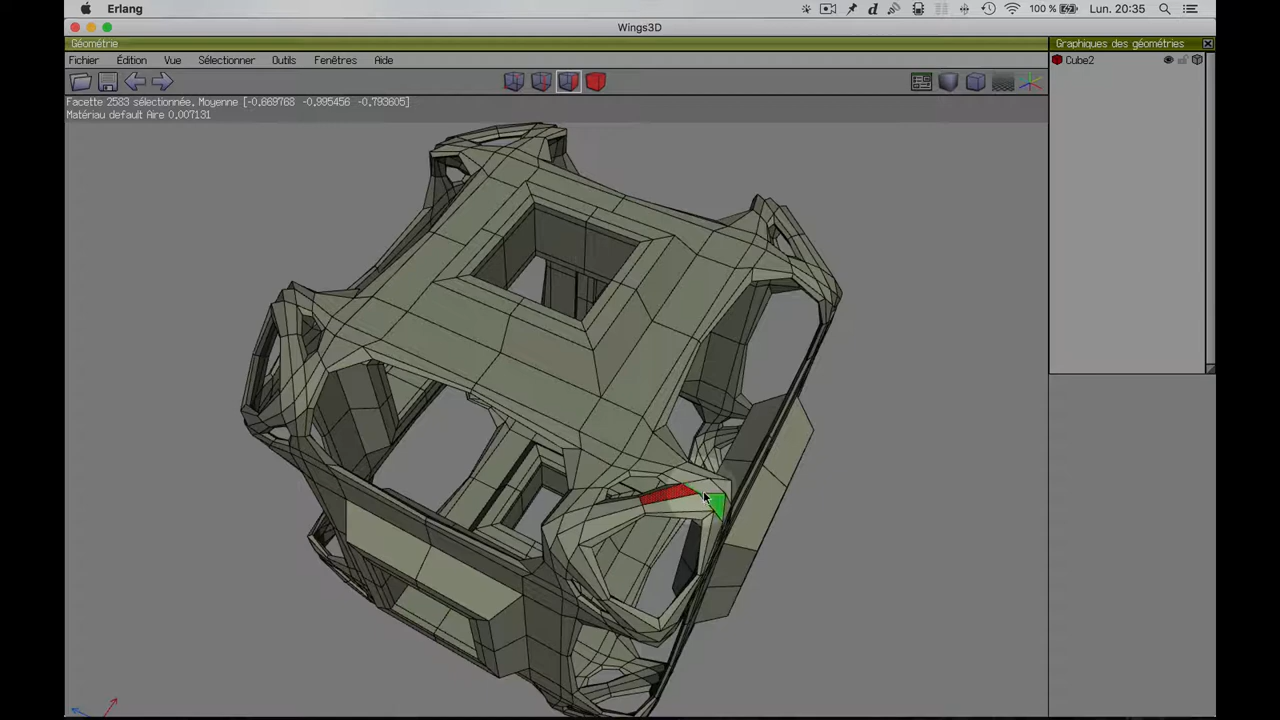 Erlang
100 %
Lun. 20:35
Wings3D
Géométrie
Graphiques des géométries
Fichier Édition Vue Sélectionner Outils Fenêtres Aide
Cube2
Facette 2583 sélectionnée. Moyenne [-0.669768 -0.995456 -0.793605]
Matériau default Aire 0.007131